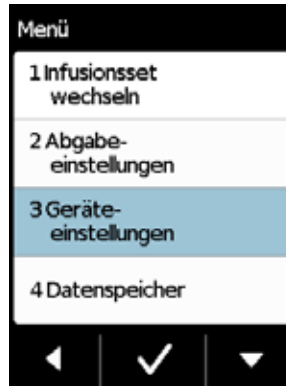 Menü
1 Infusionsset
wechseln
2 Abgabe-
einstellungen
3 Geräte-
einstellungen
4 Datenspeicher